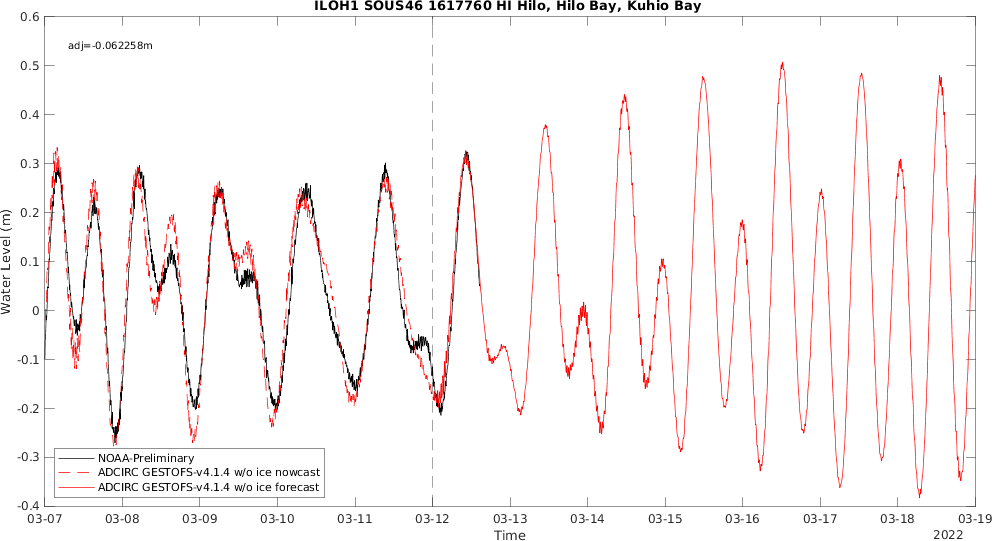 ILOH1 SOUS46 1617760 HI Hilo, Hilo Bay, Kuhio Bay
adj=-0.062258m
0.6
0.5
0.4
0.3
0.2
0.1
0
-0.1
-0.2
-0.3
-0.4
Water Level (m)
NOAA-Preliminary
ADCIRC GESTOFS-v4.1.4 w/o ice nowcast
ADCIRC GESTOFS-v4.1.4 w/o ice forecast
03-07 03-08 03-09 03-10 03-11 03-12 03-13 03-14 03-15 03-16 03-17 03-18 03-19
Time
2022